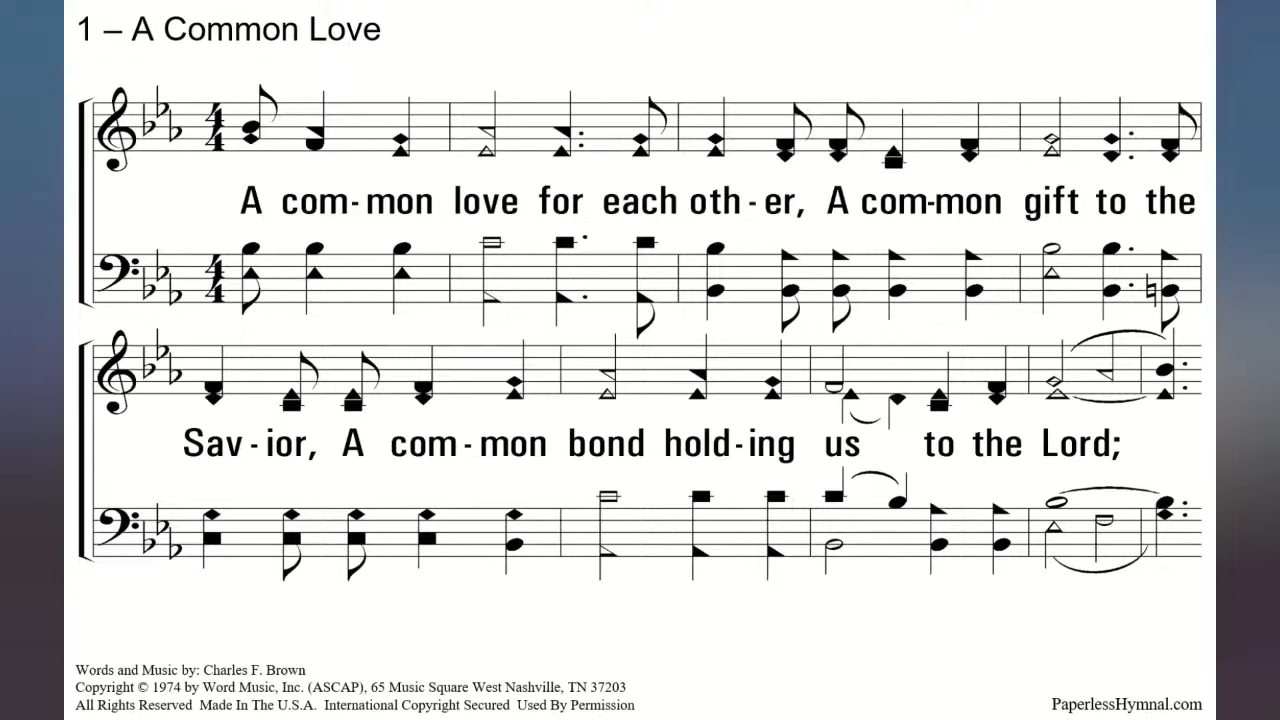 1 – A Common Love
A com - mon love for each oth - er, A com-mon gift to the
Sav - ior, A com - mon bond hold - ing us to the Lord;
Words and Music by: Charles F. Brown
Copyright © 1974 by Word Music, Inc. (ASCAP), 65 Music Square West Nashville, TN 37203
All Rights Reserved  Made In The U.S.A.  International Copyright Secured  Used By Permission
PaperlessHymnal.com